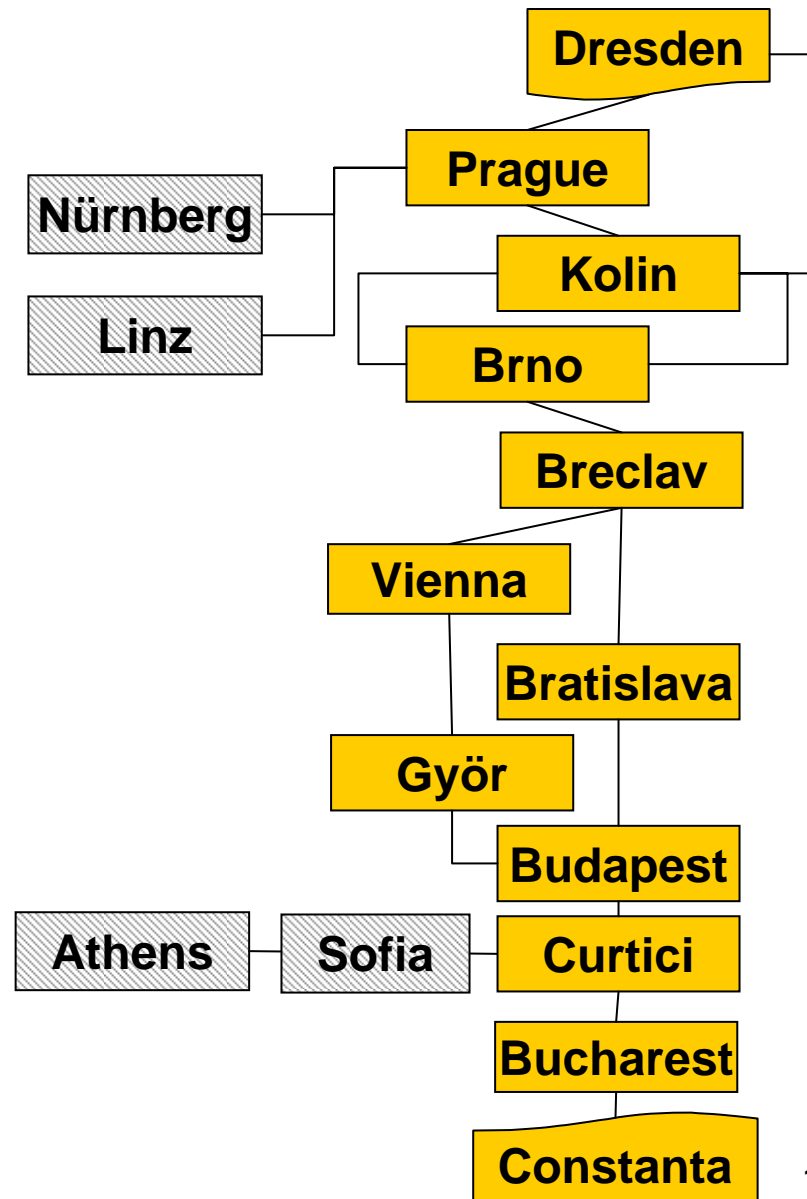 Dresden
Prague
Nürnberg
Kolin
Linz
Brno
Breclav
Vienna
Bratislava
Györ
Budapest
Athens
Sofia
Curtici
Bucharest
Constanta